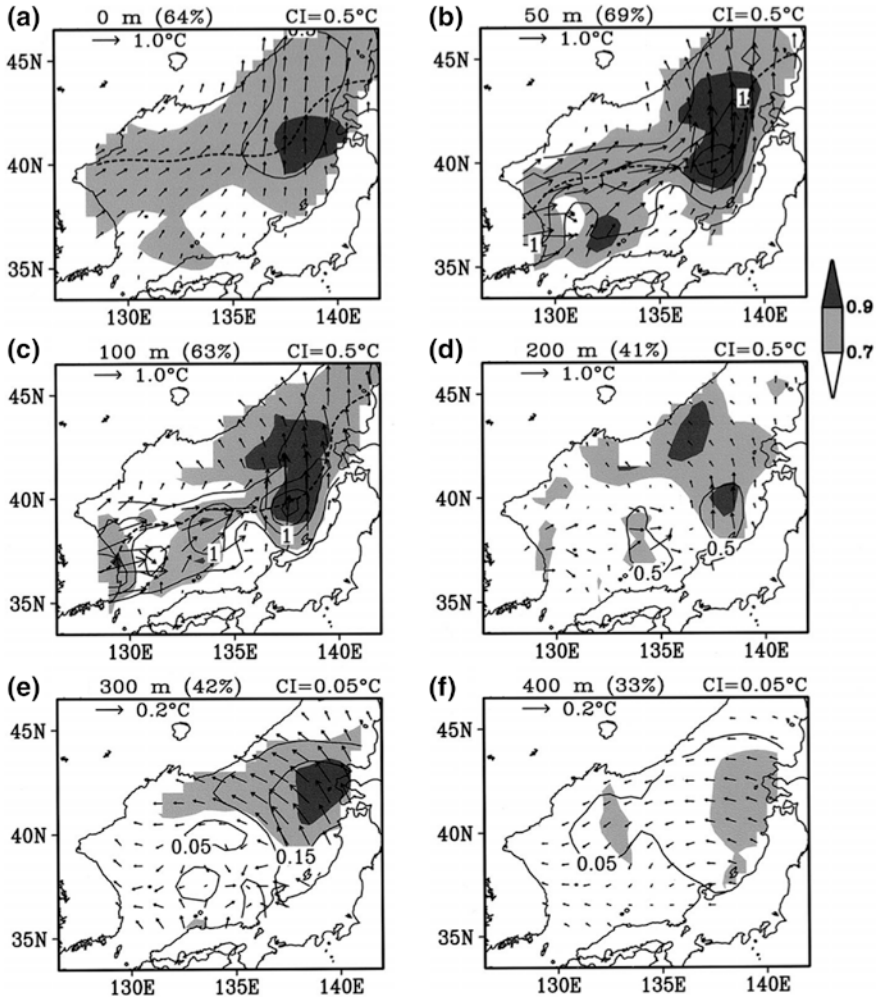 (a) 0 m (64%) CI=0.5°C
→ 1.0°C
45N
40N
35N
130E 135E 140E
(b) 50 m (69%) CI=0.5°C
→ 1.0°C
1
45N
40N
1
35N
130E 135E 140E
0.9
0.7
(c) 100 m (63%) CI=0.5°C
→ 1.0°C
45N
40N
1 1
35N
130E 135E 140E
(d) 200 m (41%) CI=0.5°C
→ 1.0°C
45N
40N
0.5 0.5
35N
130E 135E 140E
(e) 300 m (42%) CI=0.05°C
→ 0.2°C
45N
40N
0.05 0.15
35N
130E 135E 140E
(f) 400 m (33%) CI=0.05°C
→ 0.2°C
45N
40N
0.05
35N
130E 135E 140E